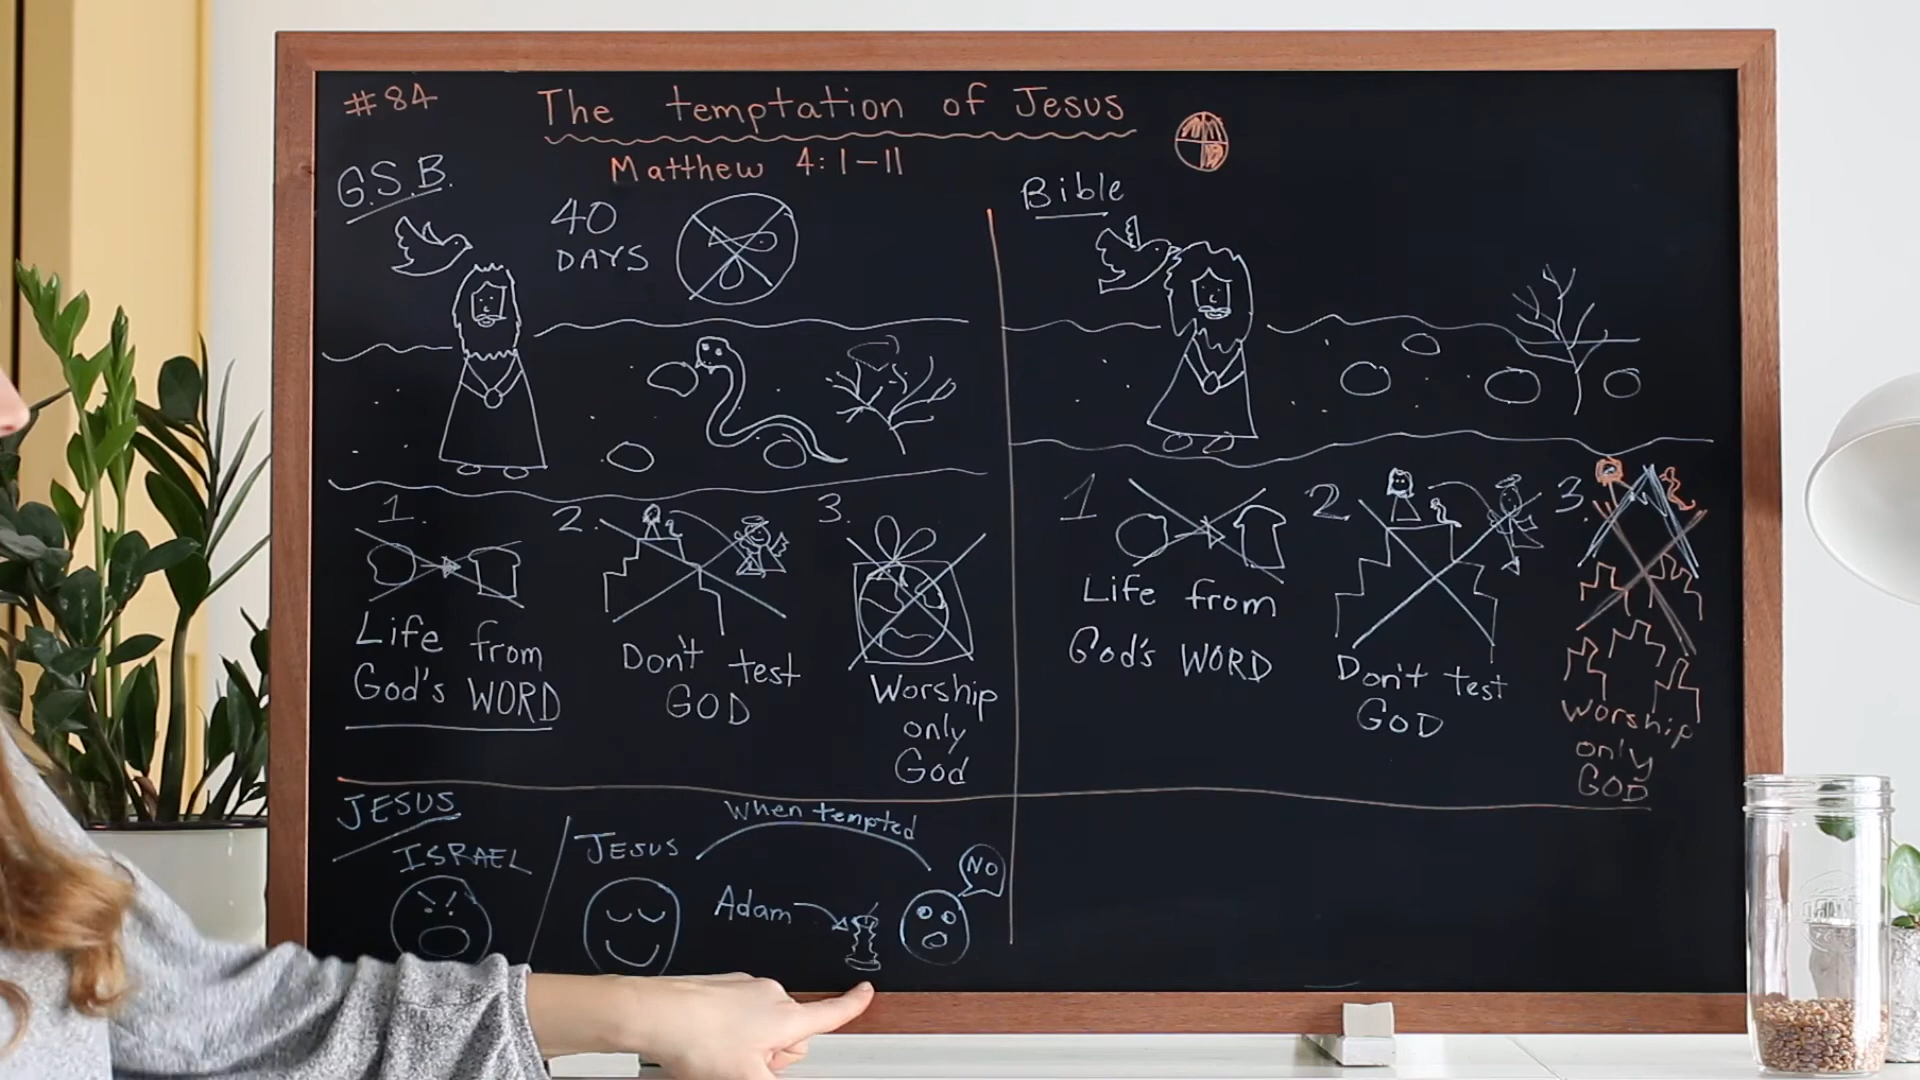 #84
The temptation of Jesus
Matthew 4:1-11
G.S.B.
40
DAYS
1.
Life from
God's WORD
2.
Don't test
GOD
3.
Worship
only
God
Bible
1
Life from
God's WORD
2.
Don't test
GOD
3.
Worship
only
GOD
JESUS
ISRAEL
JESUS
When tempted
Adam
NO